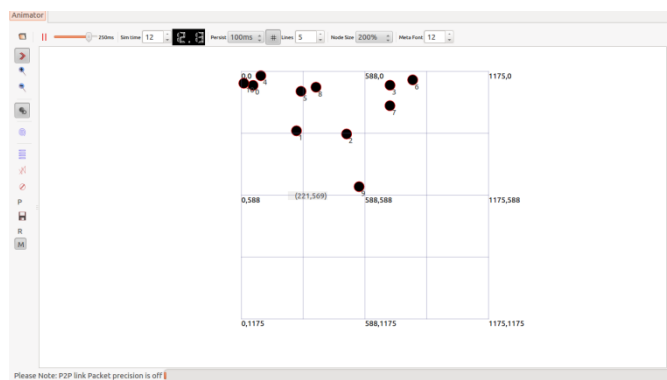 Animator
250ms Sim time 12 12.13 Persist 100ms # Lines 5 Node Size 200% Meta Font 12
0,0 588,0 1175,0
4
0
5
8
3
6
7
1
2
9
(221,569)
0,588 588,588 1175,588
P
R
M
0,1175 588,1175 1175,1175
Please Note: P2P link Packet precision is off !